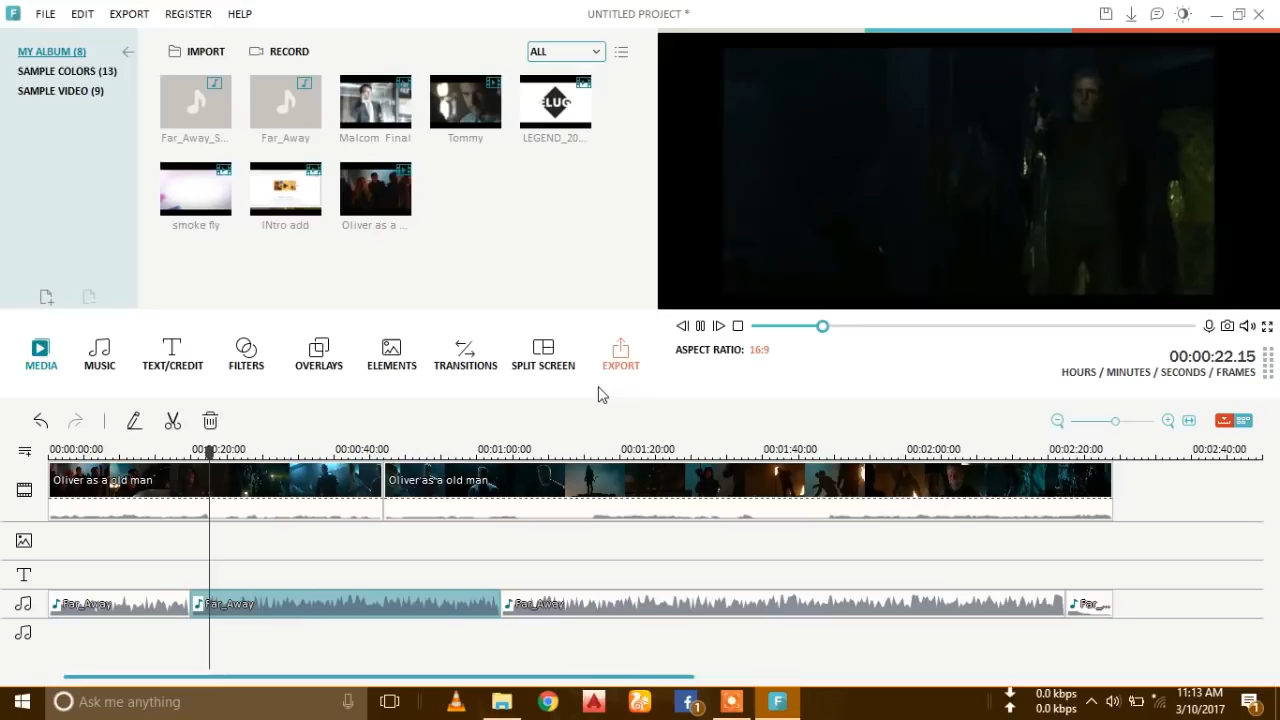 F FILE EDIT EXPORT REGISTER HELP UNTITLED PROJECT *
MY ALBUM (8)
SAMPLE COLORS (13)
SAMPLE VIDEO (9)
IMPORT RECORD ALL
Far_Away_S... Far_Away Malcom Final Tommy LEGEND_20...
ELUG
smoke fly INtro add Oliver as a ...
ASPECT RATIO: 16:9
00:00:22.15
HOURS / MINUTES / SECONDS / FRAMES
MEDIA MUSIC TEXT/CREDIT FILTERS OVERLAYS ELEMENTS TRANSITIONS SPLIT SCREEN EXPORT
00:00:00:00 00:00:20:00 00:00:40:00 00:01:00:00 00:01:20:00 00:01:40:00 00:02:00:00 00:02:20:00 00:02:40:00
Oliver as a old man Oliver as a old man
T
Far_Away Far_Away Far_Away Far_...
Ask me anything
f 1
F
0.0 kbps
0.0 kbps
11:13 AM
3/10/2017
1